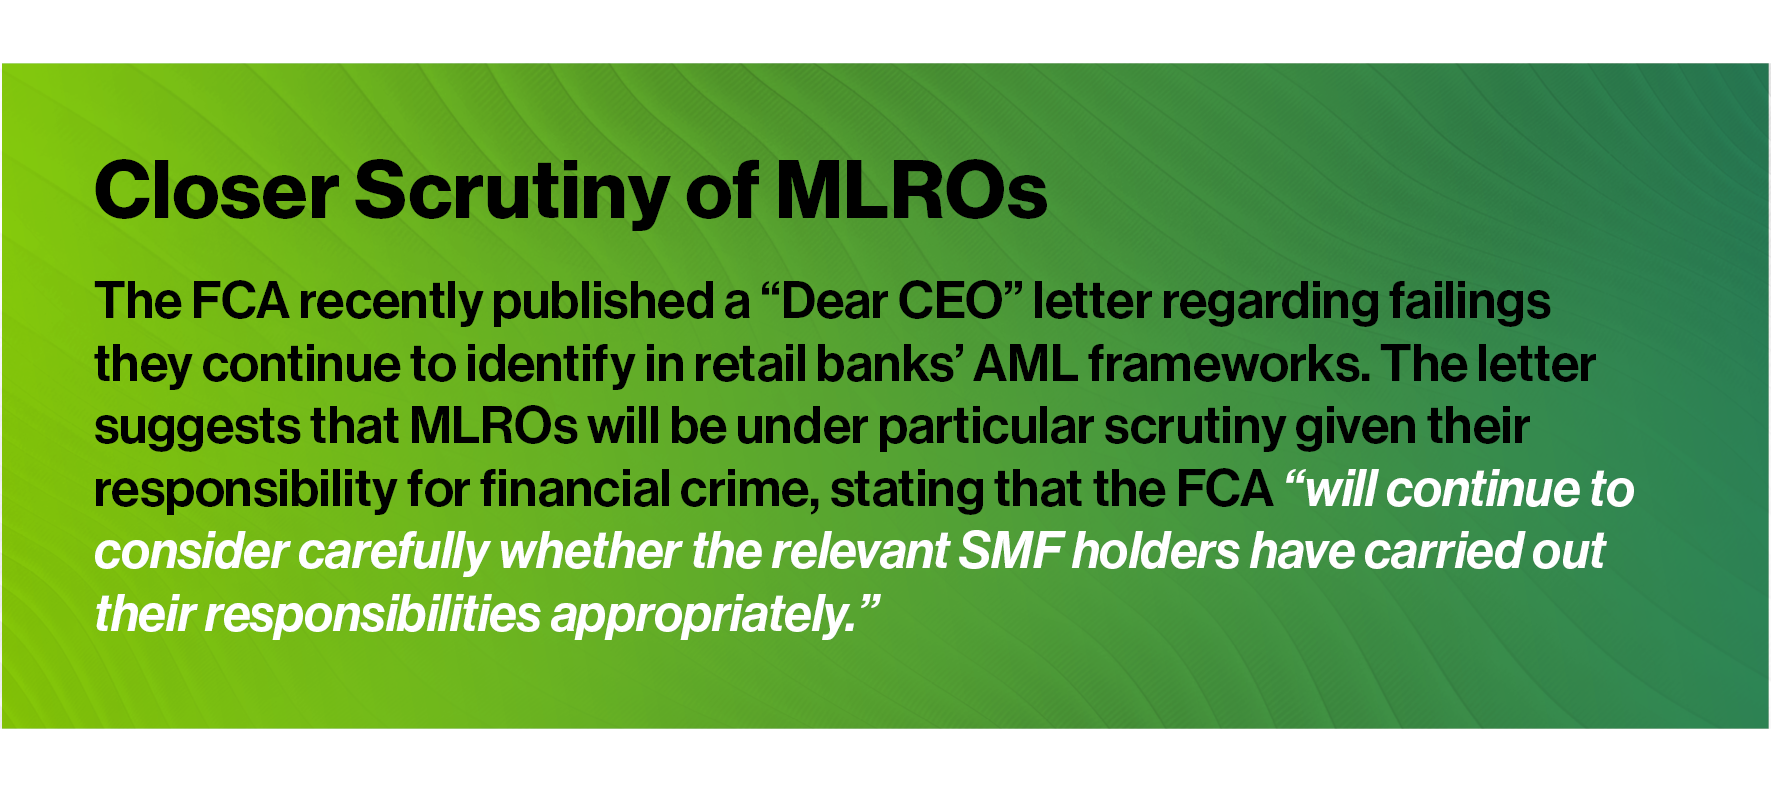 Closer Scrutiny of MLROs
The FCA recently published a “Dear CEO” letter regarding failings
they continue to identify in retail banks’ AML frameworks. The letter
suggests that MLROs will be under particular scrutiny given their
responsibility for financial crime, stating that the FCA “will continue to
consider carefully whether the relevant SMF holders have carried out
their responsibilities appropriately.”